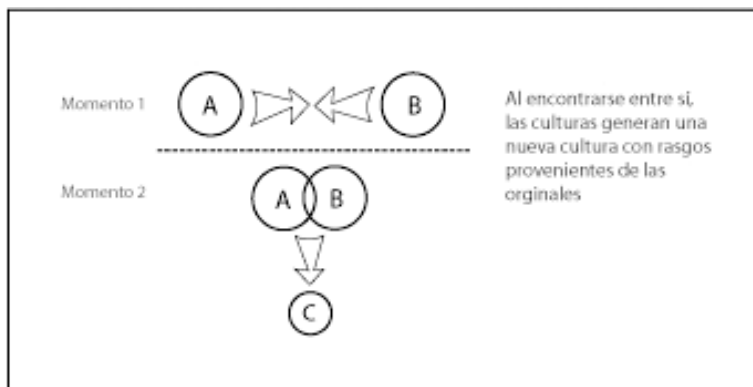 Momento 1
A
B
Al encontrarse entre sí,
las culturas generan una
nueva cultura con rasgos
provenientes de las
orginales
Momento 2
A
B
C